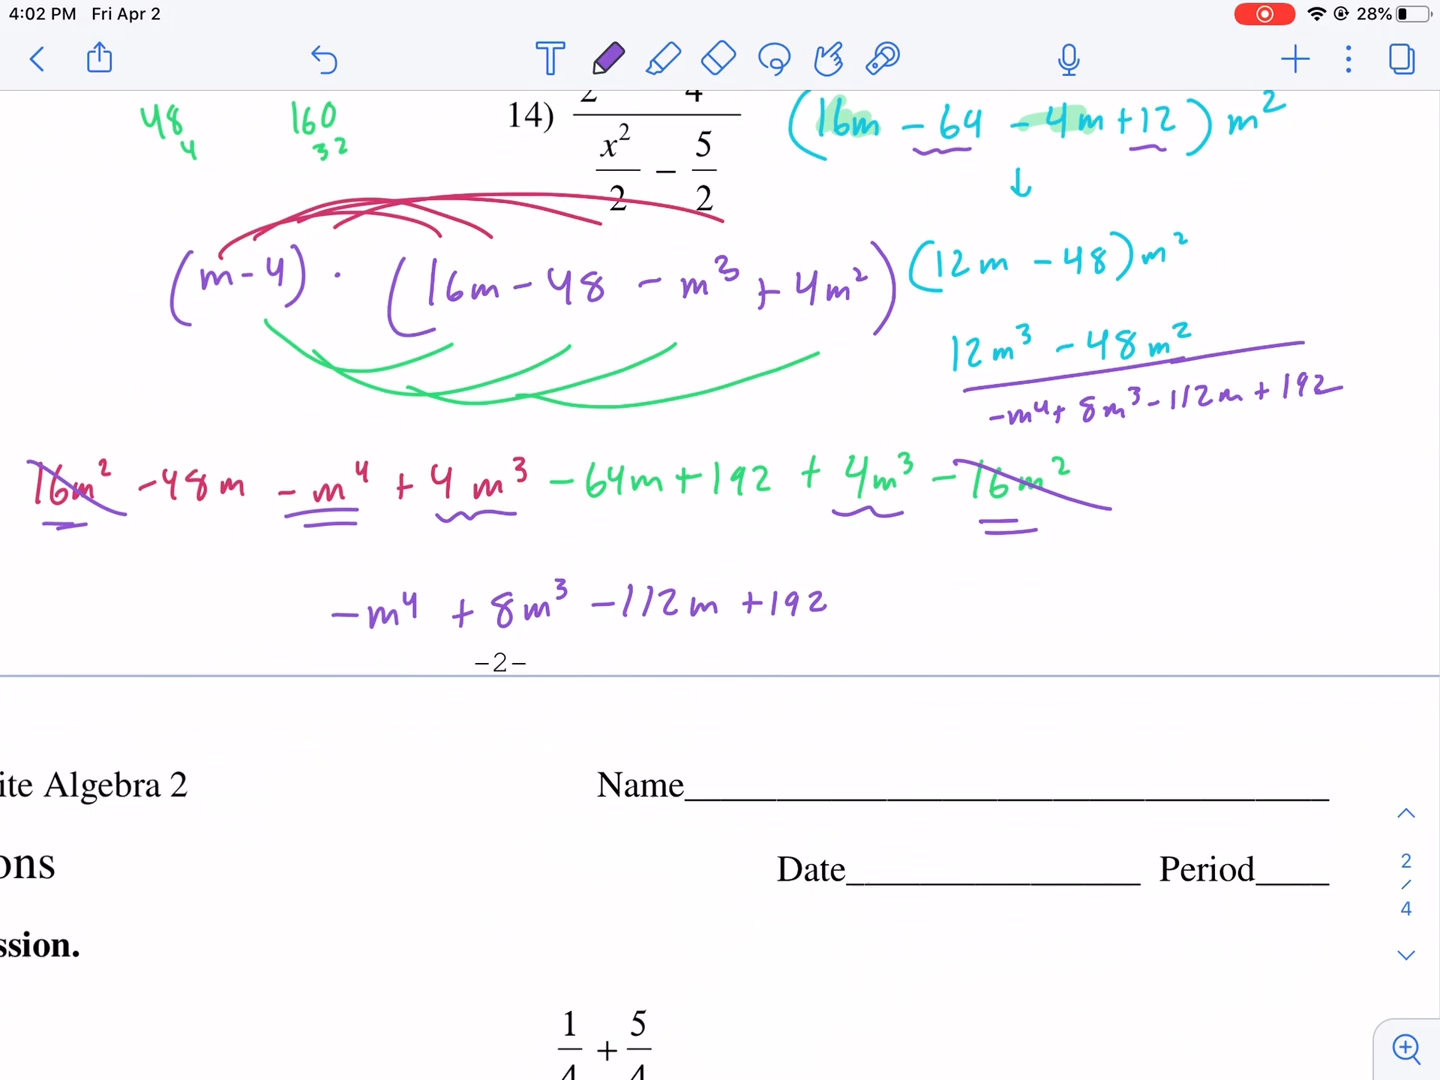 4:02 PM Fri Apr 2 28%
T
48 160
4 32
14) 2 4
x² 5
— − —
2 2
(16m - 64 - 4m + 12) m²
↓
(m - 4) · (16m - 48 - m³ + 4m²) (12m - 48) m²
12m³ - 48m²
-m⁴ + 8m³ - 112m + 192
16m² - 48m - m⁴ + 4m³ - 64m + 192 + 4m³ - 16m²
-m⁴ + 8m³ - 112m + 192
-2-
ite Algebra 2 Name
ons Date Period
2
/
4
ssion.
1 5
— + —
4 4